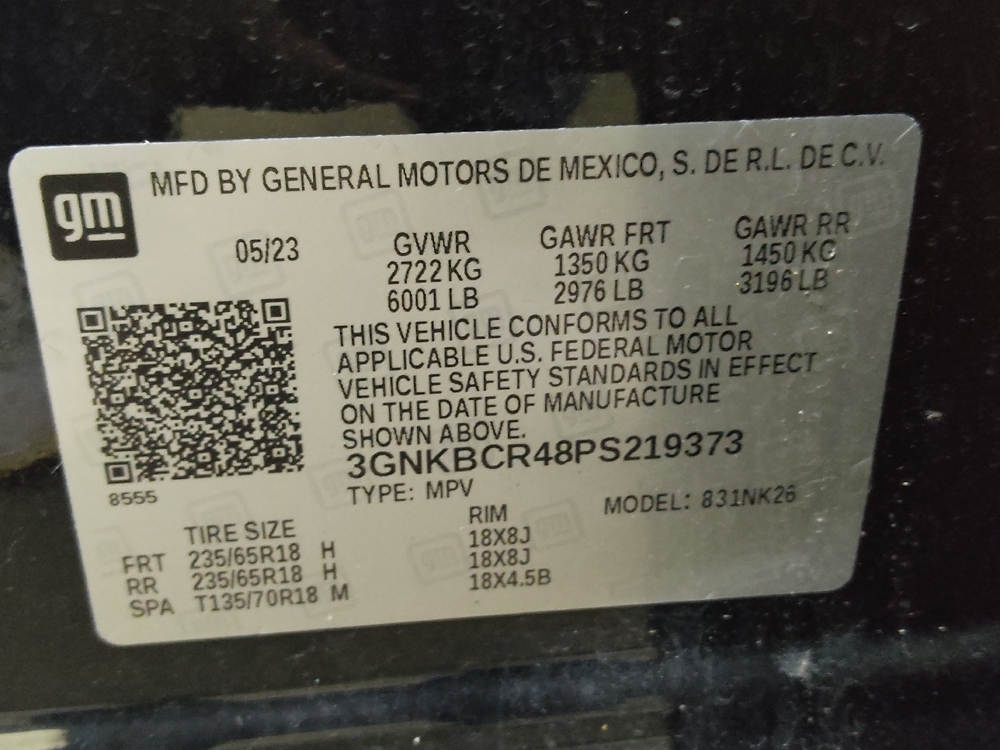 gm
MFD BY GENERAL MOTORS DE MEXICO, S. DE R.L. DE C.V.
05/23 GVWR GAWR FRT GAWR RR
2722 KG 1350 KG 1450 KG
6001 LB 2976 LB 3196 LB
THIS VEHICLE CONFORMS TO ALL
APPLICABLE U.S. FEDERAL MOTOR
VEHICLE SAFETY STANDARDS IN EFFECT
ON THE DATE OF MANUFACTURE
SHOWN ABOVE.
3GNKBCR48PS219373
8555
TYPE: MPV MODEL: 831NK26
TIRE SIZE RIM
FRT 235/65R18 H 18X8J
RR 235/65R18 H 18X8J
SPA T135/70R18 M 18X4.5B